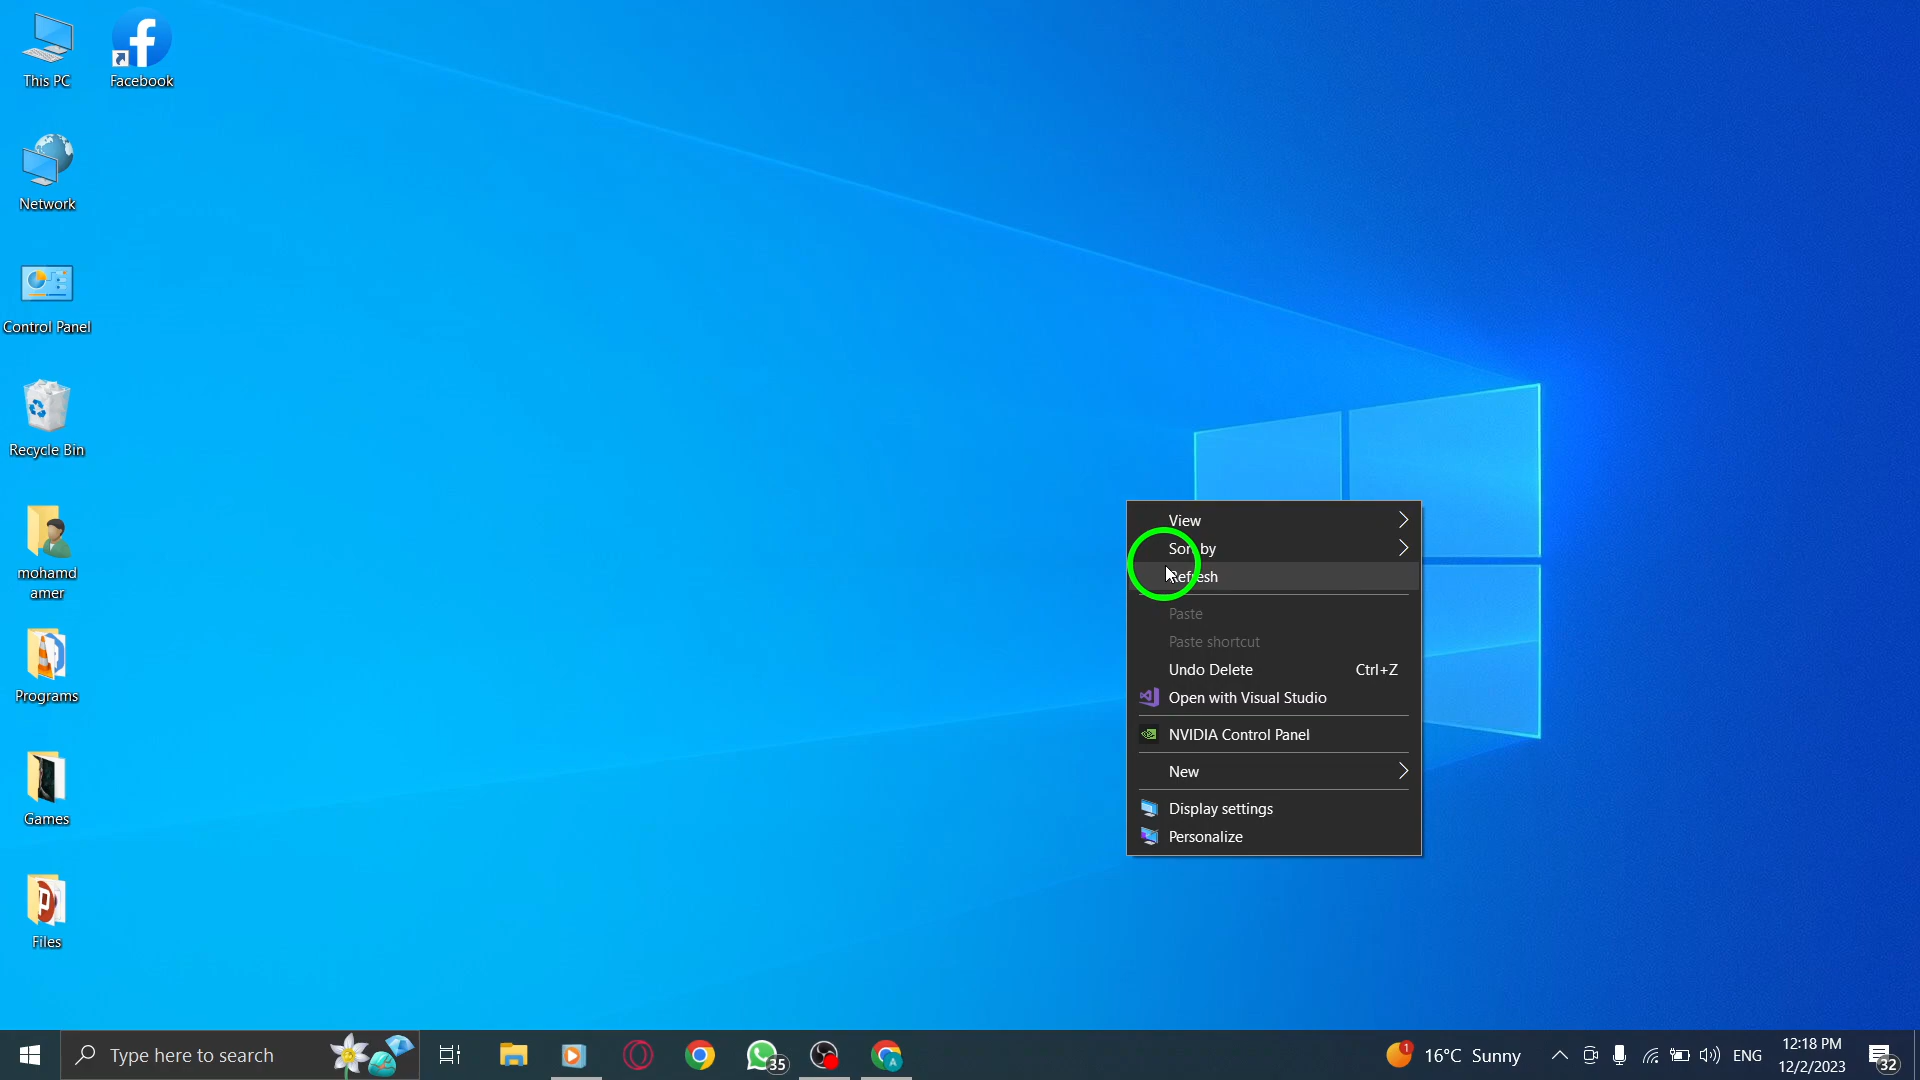 This PC
Facebook
Network
Control Panel
Recycle Bin
mohamd
amer
Programs
Games
Files
View
Sort by
Refresh
Paste
Paste shortcut
Undo Delete Ctrl+Z
Open with Visual Studio
NVIDIA Control Panel
New
Display settings
Personalize
Type here to search
35
1
16°C Sunny
ENG
12:18 PM
12/2/2023
32